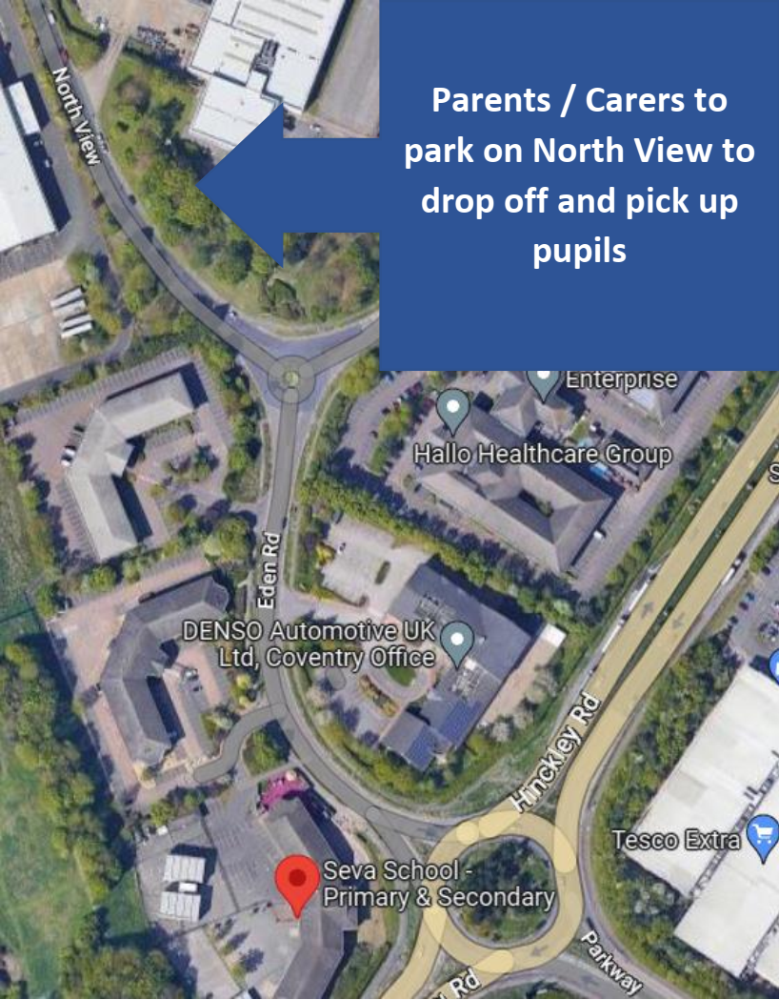 Parents / Carers to
park on North View to
drop off and pick up
pupils
North View
Enterprise
Hallo Healthcare Group
Eden Rd
DENSO Automotive UK
Ltd, Coventry Office
Hinckley Rd
Tesco Extra
Seva School -
Primary & Secondary
Parkway
Rd